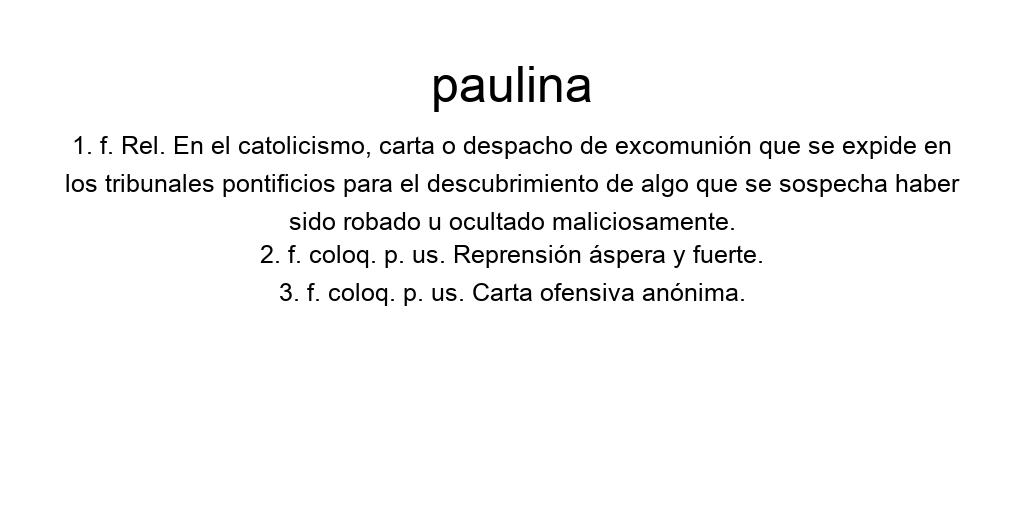 paulina
1. f. Rel. En el catolicismo, carta o despacho de excomunión que se expide en
los tribunales pontificios para el descubrimiento de algo que se sospecha haber
sido robado u ocultado maliciosamente.
2. f. coloq. p. us. Reprensión áspera y fuerte.
3. f. coloq. p. us. Carta ofensiva anónima.